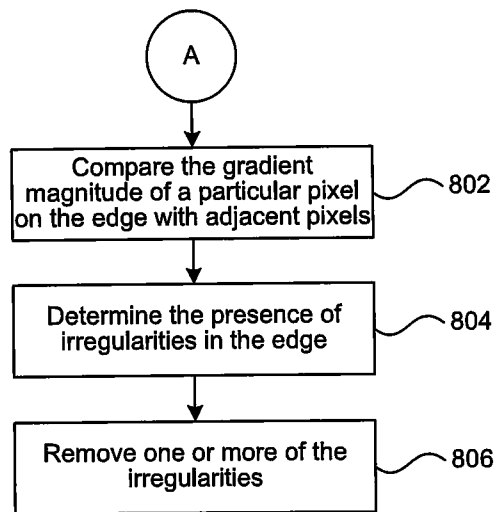 A
Compare the gradient
magnitude of a particular pixel
on the edge with adjacent pixels
802
Determine the presence of
irregularities in the edge
804
Remove one or more of the
irregularities
806